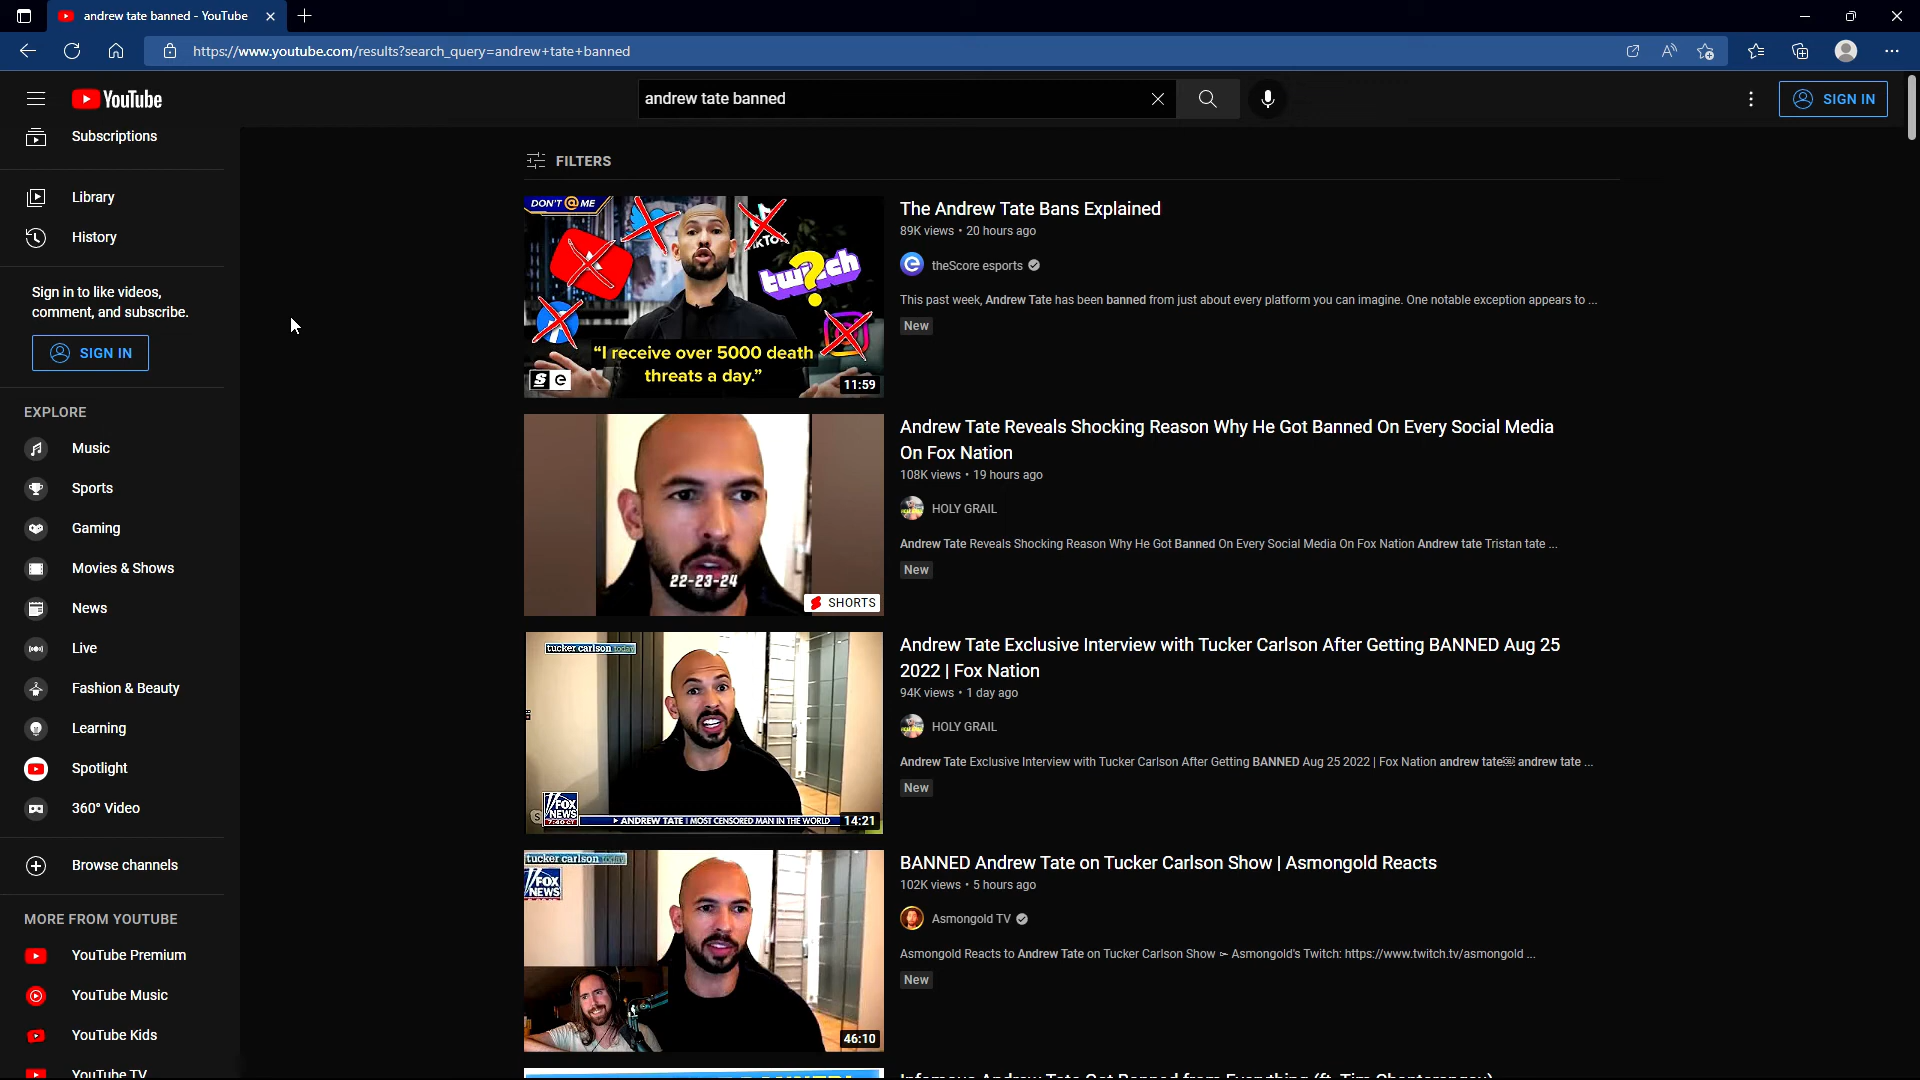 andrew tate banned - YouTube
https://www.youtube.com/results?search_query=andrew+tate+banned
YouTube
andrew tate banned
SIGN IN
Subscriptions
Library
History
Sign in to like videos,
comment, and subscribe.
SIGN IN
EXPLORE
Music
Sports
Gaming
Movies & Shows
News
Live
Fashion & Beauty
Learning
Spotlight
360° Video
Browse channels
MORE FROM YOUTUBE
YouTube Premium
YouTube Music
YouTube Kids
YouTube TV
FILTERS
DON'T @ ME
TikTok
twitch
?
"I receive over 5000 death
threats a day."
11:59
The Andrew Tate Bans Explained
89K views • 20 hours ago
theScore esports
This past week, Andrew Tate has been banned from just about every platform you can imagine. One notable exception appears to ...
New
22-23-24
SHORTS
Andrew Tate Reveals Shocking Reason Why He Got Banned On Every Social Media
On Fox Nation
108K views • 19 hours ago
HOLY GRAIL
Andrew Tate Reveals Shocking Reason Why He Got Banned On Every Social Media On Fox Nation Andrew tate Tristan tate ...
New
tucker carlson today
FOX
NEWS
7:40 CT
ANDREW TATE | MOST CENSORED MAN IN THE WORLD
14:21
Andrew Tate Exclusive Interview with Tucker Carlson After Getting BANNED Aug 25
2022 | Fox Nation
94K views • 1 day ago
HOLY GRAIL
Andrew Tate Exclusive Interview with Tucker Carlson After Getting BANNED Aug 25 2022 | Fox Nation andrew tate andrew tate ...
New
tucker carlson today
FOX
NEWS
46:10
BANNED Andrew Tate on Tucker Carlson Show | Asmongold Reacts
102K views • 5 hours ago
Asmongold TV
Asmongold Reacts to Andrew Tate on Tucker Carlson Show ► Asmongold's Twitch: https://www.twitch.tv/asmongold ...
New